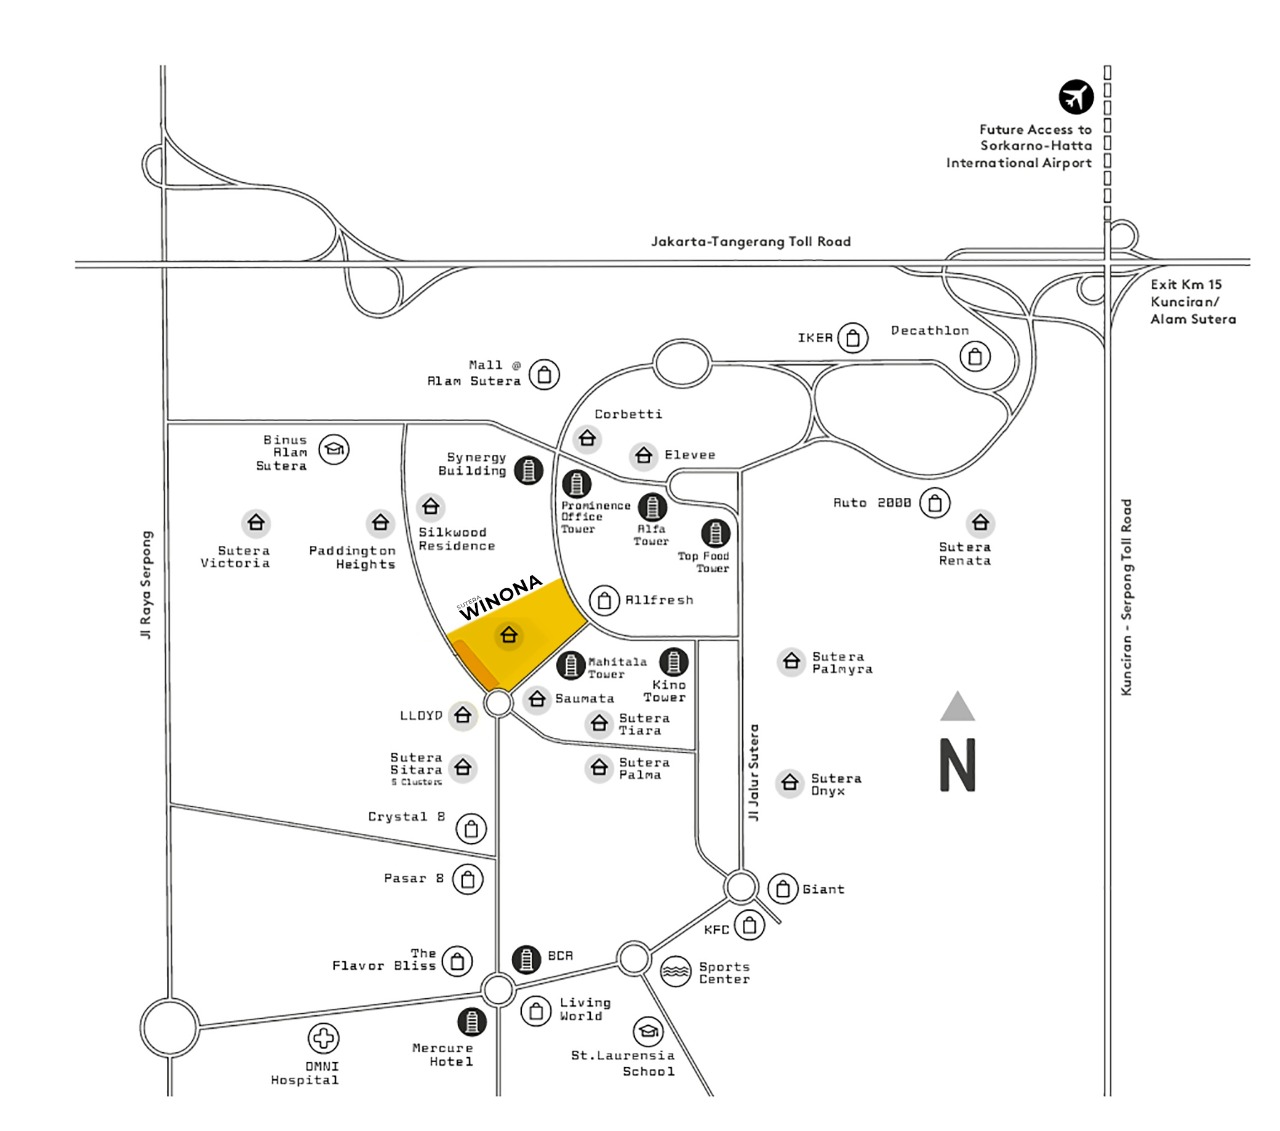 Future Access to
Sorkarno-Hatta
International Airport
Jakarta-Tangerang Toll Road
Exit Km 15
Kunciran/
Alam Sutera
IKEA
Decathlon
Mall @
Alam Sutera
Corbetti
Elevee
Binus
Alam
Sutera
Synergy
Building
Prominence
Office
Tower
Alfa
Tower
Top Food
Tower
Auto 2000
Sutera
Renata
Silkwood
Residence
Sutera
Victoria
Paddington
Heights
Jl Raya Serpong
Kunciran - Serpong Toll Road
SUTERA
WINONA
Allfresh
Mahitala
Tower
Kino
Tower
Sutera
Palmyra
Saumata
LLOYD
Sutera
Tiara
Sutera
Sitara
5 Clusters
Sutera
Palma
Jl Jalur Sutera
Sutera
Onyx
N
Crystal 8
Pasar 8
Giant
KFC
The
Flavor Bliss
BCA
Sports
Center
Living
World
Mercure
Hotel
St.Laurensia
School
OMNI
Hospital